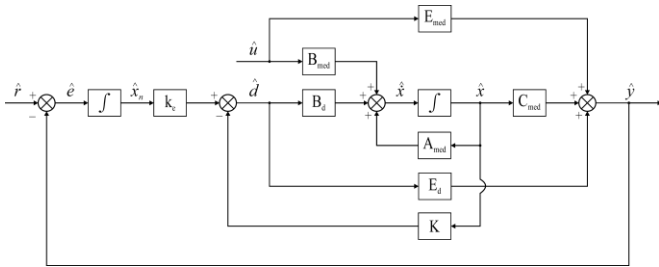 E_med
û
B_med
r̂ + − ê ∫ x̂_n k_e + − d̂ B_d + + + x̂̇ ∫ x̂ C_med + + + ŷ
A_med
E_d
K